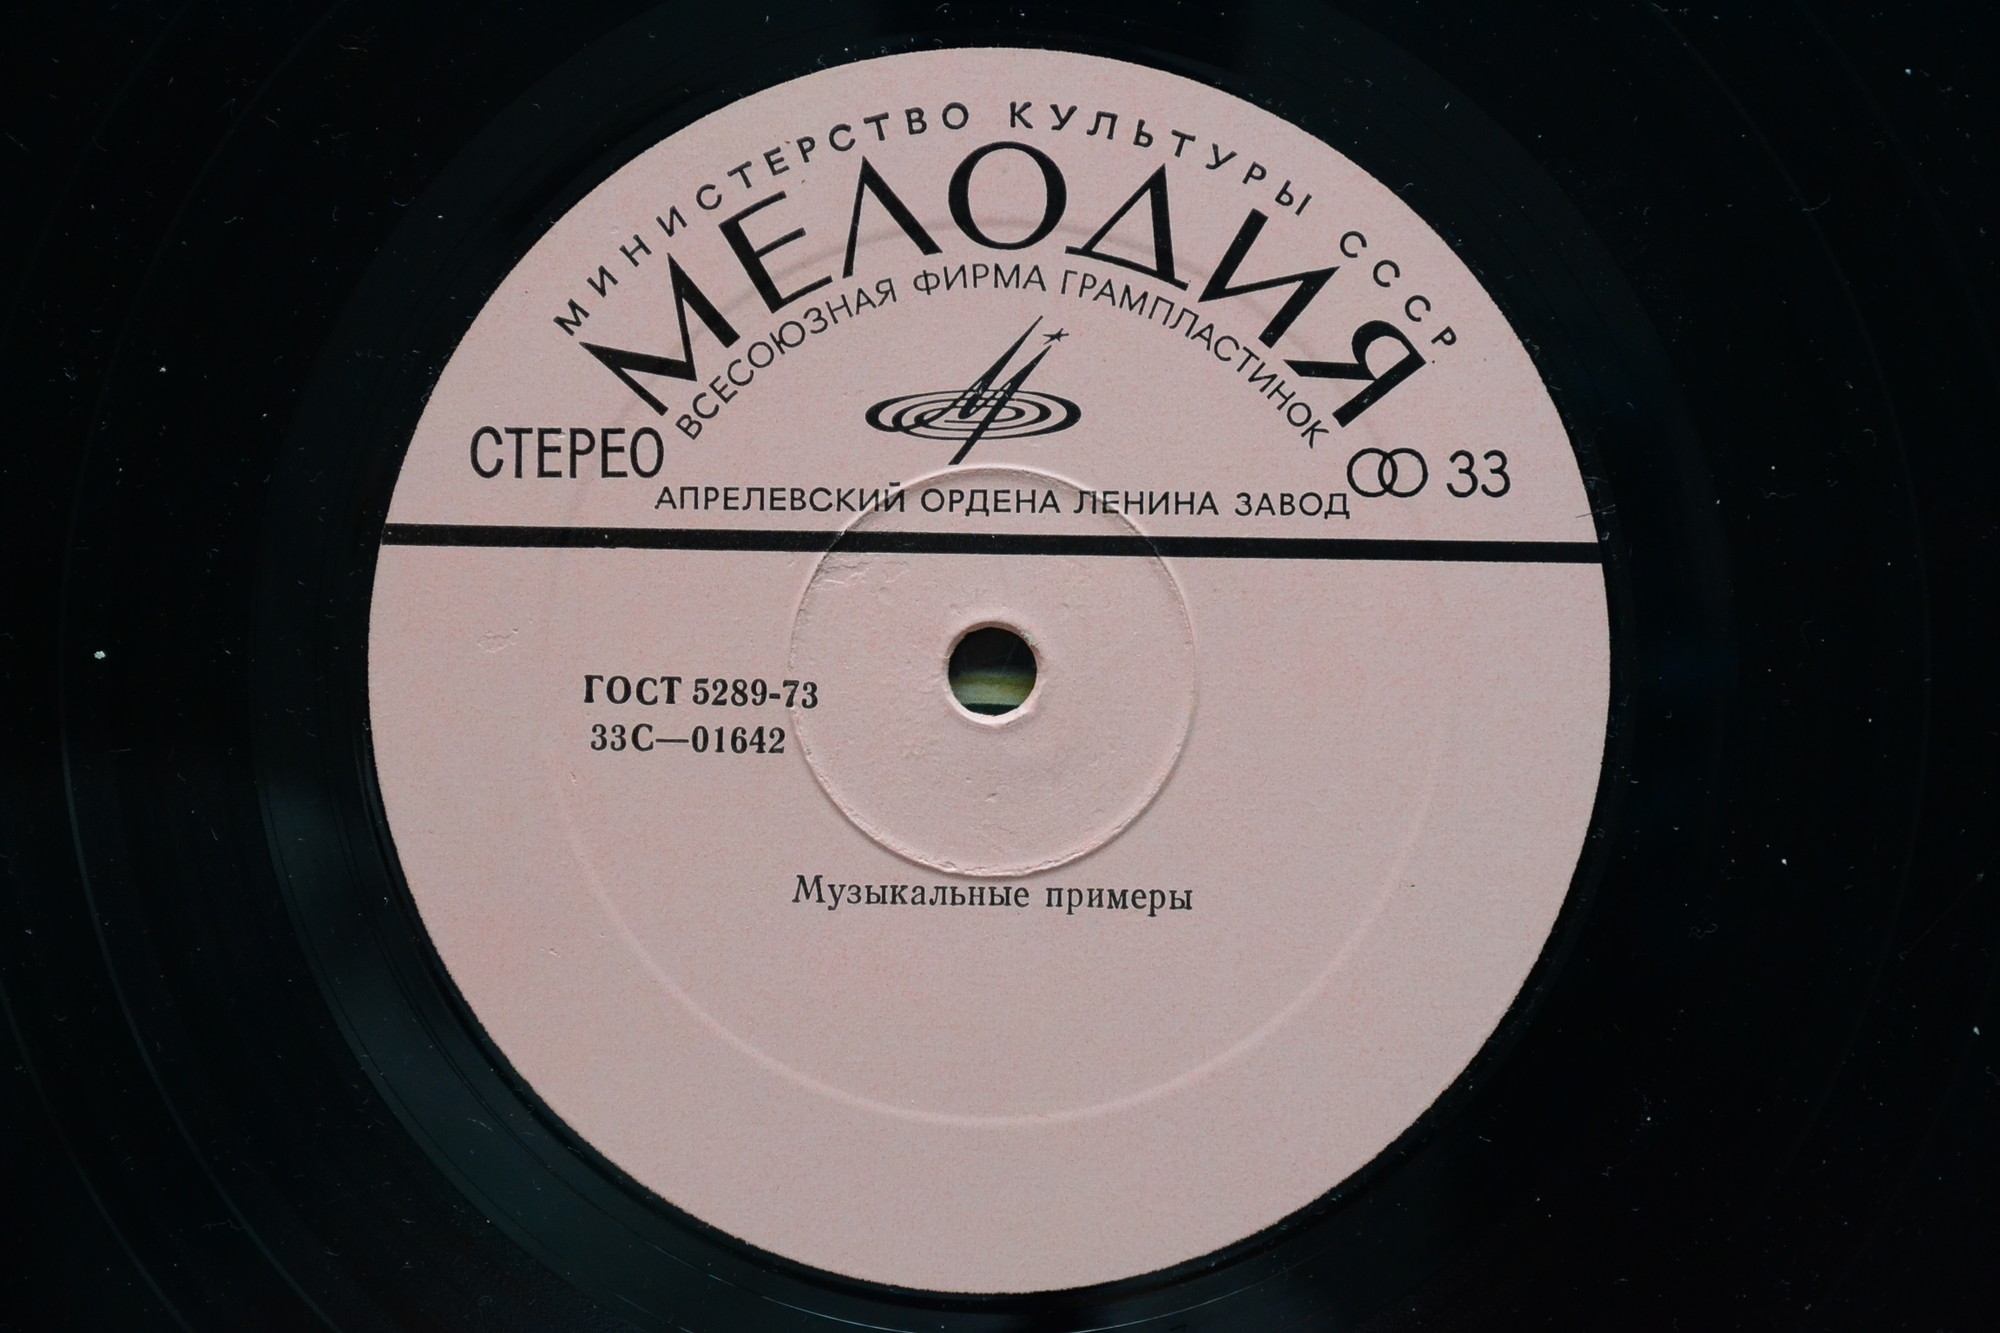 МИНИСТЕРСТВО КУЛЬТУРЫ СССР
МЕЛОДИЯ
ВСЕСОЮЗНАЯ ФИРМА ГРАМПЛАСТИНОК
СТЕРЕО
33
АПРЕЛЕВСКИЙ ОРДЕНА ЛЕНИНА ЗАВОД
ГОСТ 5289-73
33С—01642
Музыкальные примеры